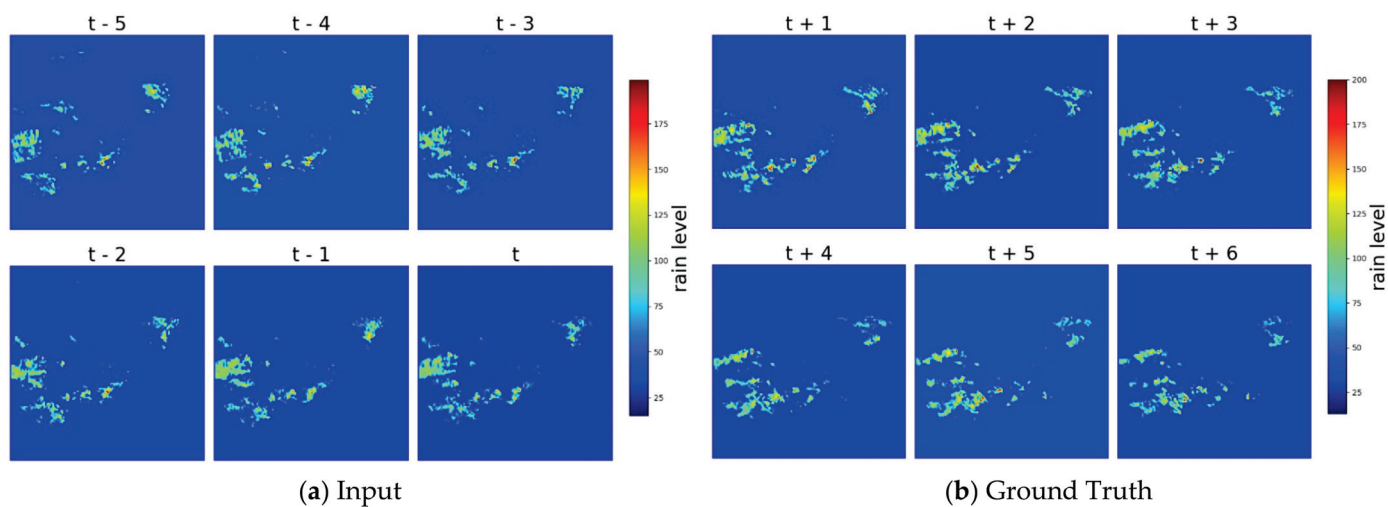 t - 5
t - 4
t - 3
t - 2
t - 1
t
175
150
125
100
75
50
25
rain level
(a) Input
t + 1
t + 2
t + 3
t + 4
t + 5
t + 6
200
175
150
125
100
75
50
25
rain level
(b) Ground Truth